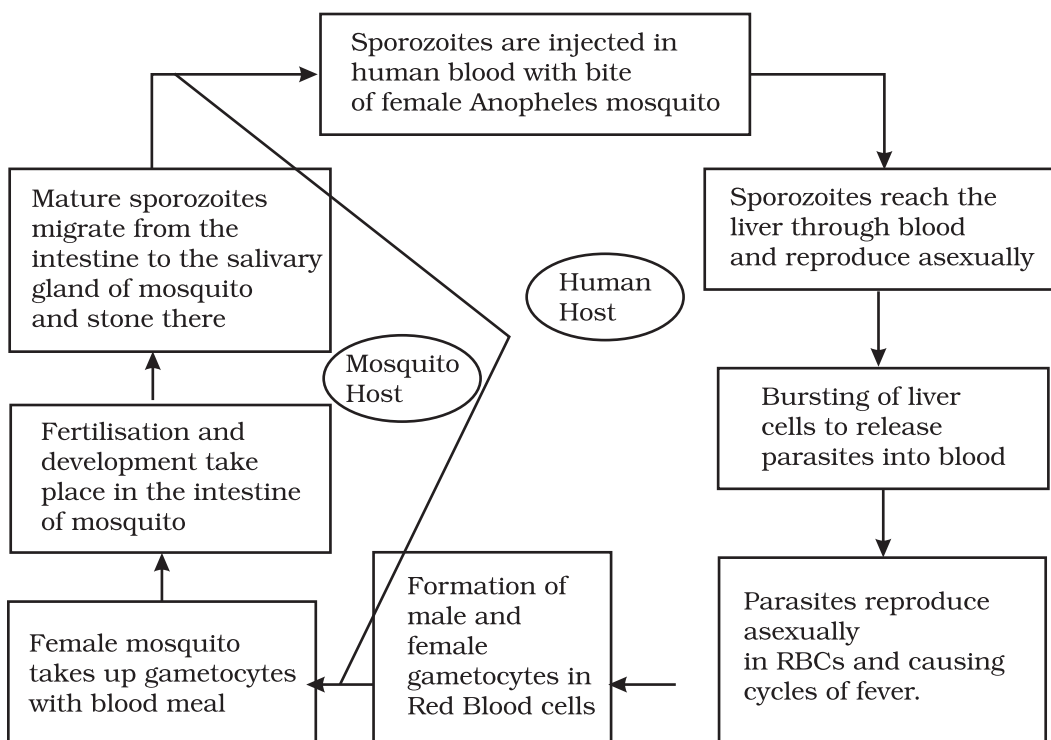 Sporozoites are injected in
human blood with bite
of female Anopheles mosquito
Sporozoites reach the
liver through blood
and reproduce asexually
Bursting of liver
cells to release
parasites into blood
Parasites reproduce
asexually
in RBCs and causing
cycles of fever.
Formation of
male and
female
gametocytes in
Red Blood cells
Female mosquito
takes up gametocytes
with blood meal
Fertilisation and
development take
place in the intestine
of mosquito
Mature sporozoites
migrate from the
intestine to the salivary
gland of mosquito
and stone there
Human
Host
Mosquito
Host